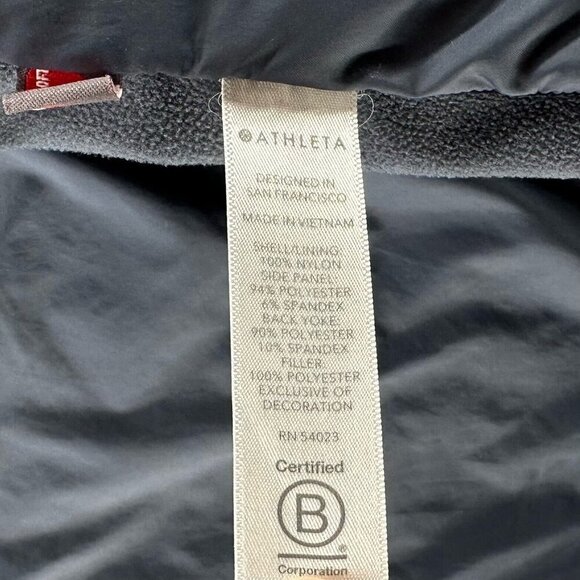 ATHLETA
DESIGNED IN
SAN FRANCISCO
MADE IN VIETNAM
SHELL/LINING:
100% NYLON
SIDE PANEL:
94% POLYESTER
6% SPANDEX
BACK YOKE:
90% POLYESTER
10% SPANDEX
FILLER:
100% POLYESTER
EXCLUSIVE OF
DECORATION
RN 54023
Certified
B
®
Corporation